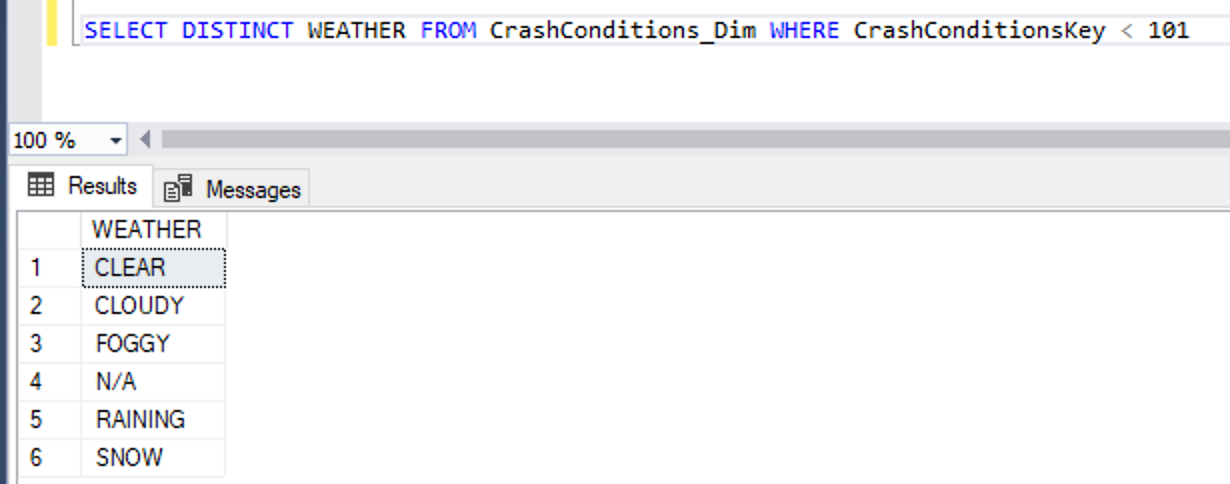 SELECT DISTINCT WEATHER FROM CrashConditions_Dim WHERE CrashConditionsKey < 101
100 %
Results Messages
WEATHER
1 CLEAR
2 CLOUDY
3 FOGGY
4 N/A
5 RAINING
6 SNOW